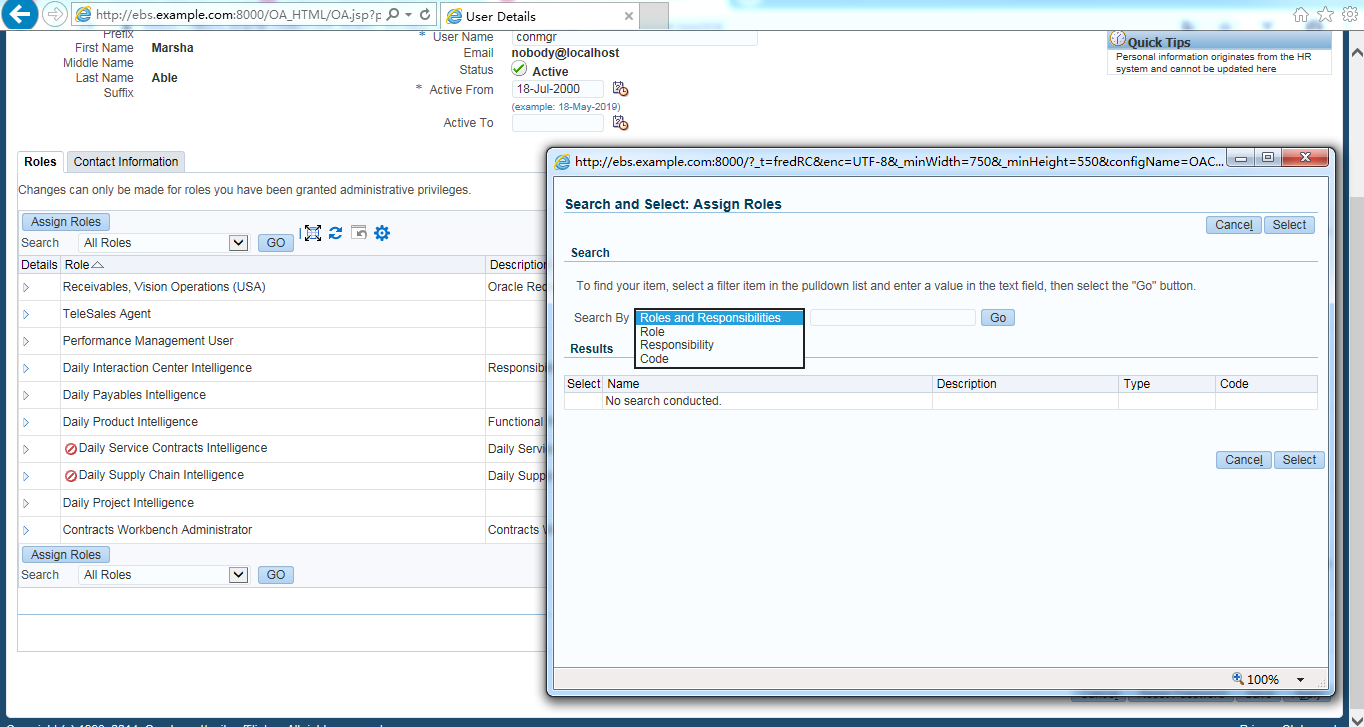 http://ebs.example.com:8000/OA_HTML/OA.jsp?p
User Details
Prefix
First Name Marsha
Middle Name
Last Name Able
Suffix
* User Name conmgr
Email nobody@localhost
Status Active
* Active From 18-Jul-2000
(example: 18-May-2019)
Active To
Quick Tips
Personal information originates from the HR
system and cannot be updated here
Roles Contact Information
Changes can only be made for roles you have been granted administrative privileges.
Assign Roles
Search All Roles GO
Details Role Description
Receivables, Vision Operations (USA) Oracle Rec
TeleSales Agent
Performance Management User
Daily Interaction Center Intelligence Responsibi
Daily Payables Intelligence
Daily Product Intelligence Functional
Daily Service Contracts Intelligence Daily Servi
Daily Supply Chain Intelligence Daily Supp
Daily Project Intelligence
Contracts Workbench Administrator Contracts W
Assign Roles
Search All Roles GO
http://ebs.example.com:8000/?_t=fredRC&enc=UTF-8&_minWidth=750&_minHeight=550&configName=OAC...
Search and Select: Assign Roles
Cancel Select
Search
To find your item, select a filter item in the pulldown list and enter a value in the text field, then select the "Go" button.
Search By Roles and Responsibilities Go
Role
Responsibility
Code
Results
Select Name Description Type Code
No search conducted.
Cancel Select
100%